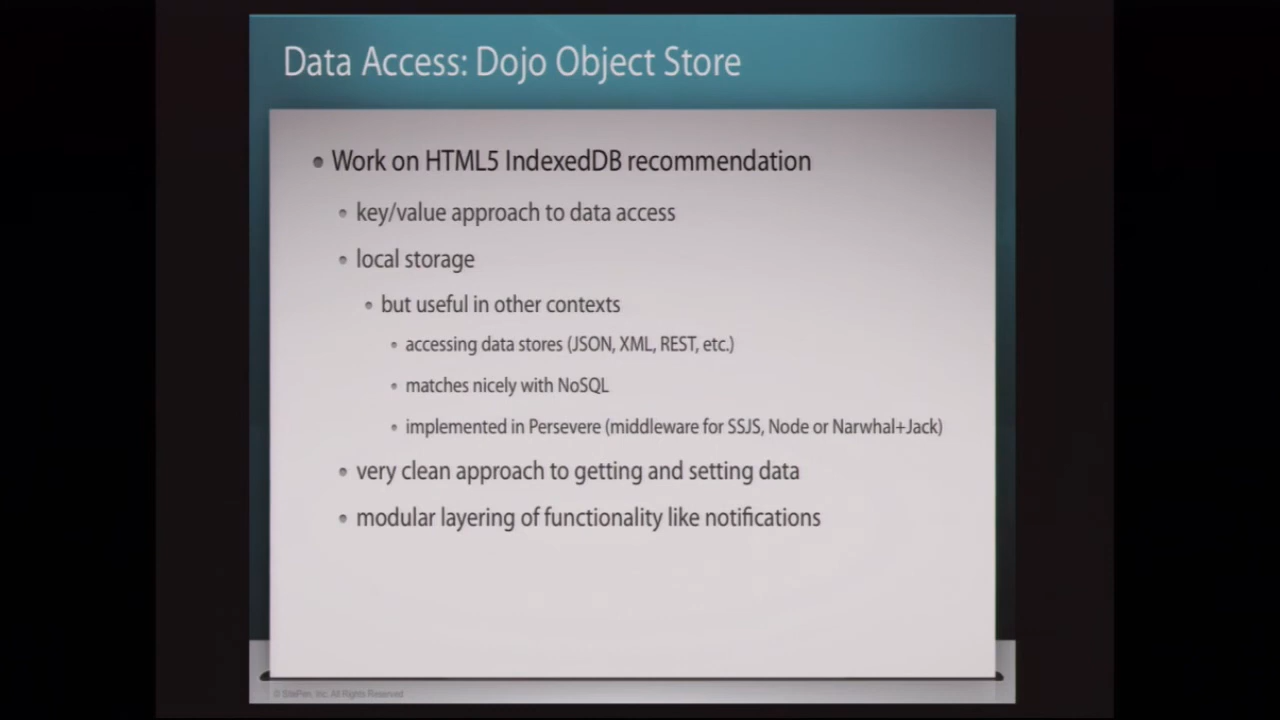 Data Access: Dojo Object Store
• Work on HTML5 IndexedDB recommendation
• key/value approach to data access
• local storage
• but useful in other contexts
• accessing data stores (JSON, XML, REST, etc.)
• matches nicely with NoSQL
• implemented in Persevere (middleware for SSJS, Node or Narwhal+Jack)
• very clean approach to getting and setting data
• modular layering of functionality like notifications
© SitePen, Inc. All Rights Reserved